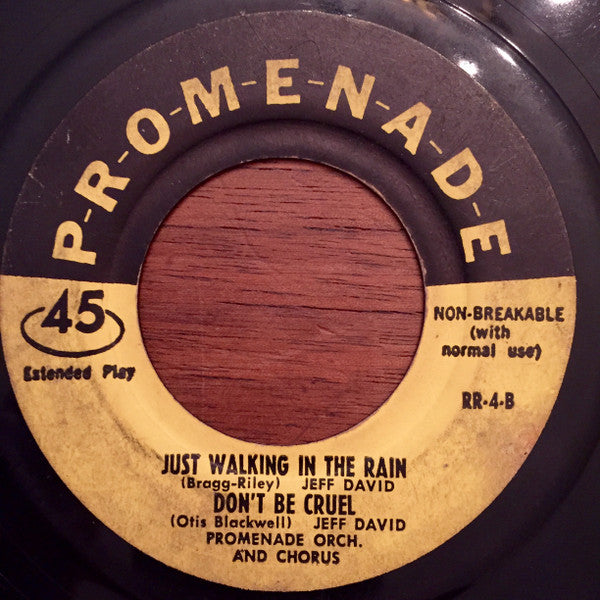 P-R-O-M-E-N-A-D-E
45
Extended Play
NON-BREAKABLE
(with
normal use)
RR-4-B
JUST WALKING IN THE RAIN
(Bragg-Riley) JEFF DAVID
DON'T BE CRUEL
(Otis Blackwell) JEFF DAVID
PROMENADE ORCH.
AND CHORUS